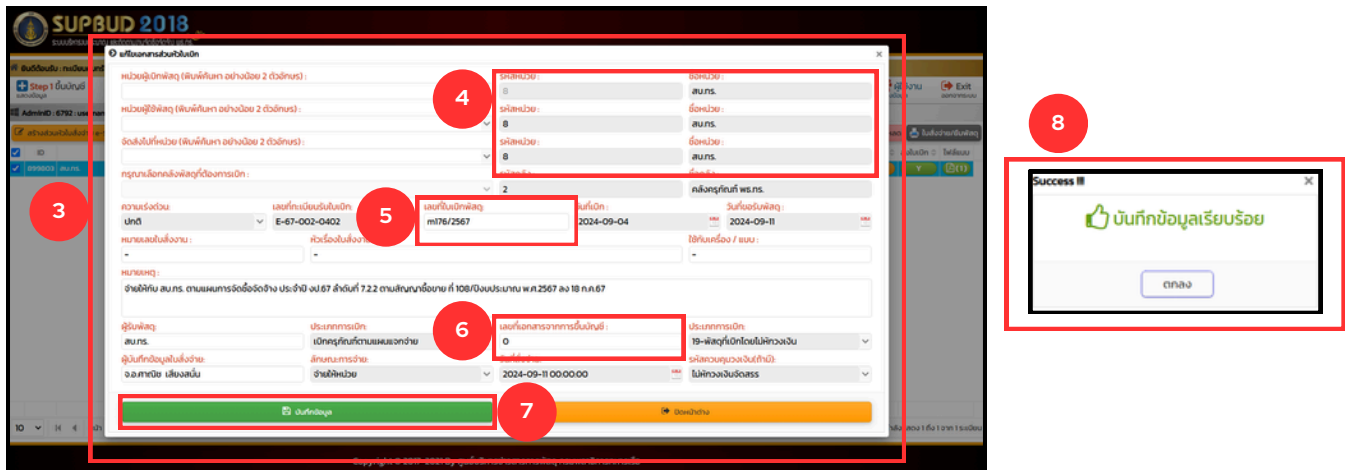 SUPBUD 2018
แก้ไขเอกสารส่วนหัวใบเบิก
Step 1 ขึ้นบัญชี
Exit
หน่วยผู้เบิกพัสดุ (พิมพ์ค้นหา อย่างน้อย 2 ตัวอักษร) :
รหัสหน่วย :
ชื่อหน่วย :
4
8
สบ.ทร.
หน่วยผู้ใช้พัสดุ (พิมพ์ค้นหา อย่างน้อย 2 ตัวอักษร) :
รหัสหน่วย :
ชื่อหน่วย :
8
สบ.ทร.
จัดส่งไปที่หน่วย (พิมพ์ค้นหา อย่างน้อย 2 ตัวอักษร) :
รหัสหน่วย :
ชื่อหน่วย :
ID
8
สบ.ทร.
กรุณาเลือกคลังพัสดุที่ต้องการเบิก :
2
คลังครุภัณฑ์ พธ.ทร.
3
ความเร่งด่วน:
เลขที่ทะเบียนรับใบเบิก:
5
เลขที่ใบเบิกพัสดุ:
วันที่เบิก :
วันที่ขอรับพัสดุ :
ปกติ
E-67-002-0402
m176/2567
2024-09-04
2024-09-11
หมายเลขใบสั่งงาน :
ใช้กับเครื่อง / แบบ :
-
-
-
หมายเหตุ :
จ่ายให้กับ สบ.ทร. ตามแผนการจัดซื้อจัดจ้าง ประจำปี งป.67 ลำดับที่ 7.2.2 ตามสัญญาซื้อขาย ที่ 108/ปีงบประมาณ พ.ศ.2567 ลง 18 ก.ค.67
ผู้รับพัสดุ:
ประเภทการเบิก:
6
เลขที่เอกสารจากการขึ้นบัญชี :
ประเภทการเบิก:
สบ.ทร.
เบิกครุภัณฑ์ตามแผนแจกจ่าย
0
19-พัสดุที่เบิกโดยไม่หักวงเงิน
ผู้บันทึกข้อมูลใบสั่งจ่าย:
ลักษณะการจ่าย:
รหัสควบคุมวงเงิน(ถ้ามี):
จ.อ.ภาณิช เสียงสนั่น
จ่ายให้หน่วย
2024-09-11 00:00:00
ไม่หักวงเงินจัดสรร
บันทึกข้อมูล
7
ปิดหน้าต่าง
10
8
Success !!!
บันทึกข้อมูลเรียบร้อย
ตกลง